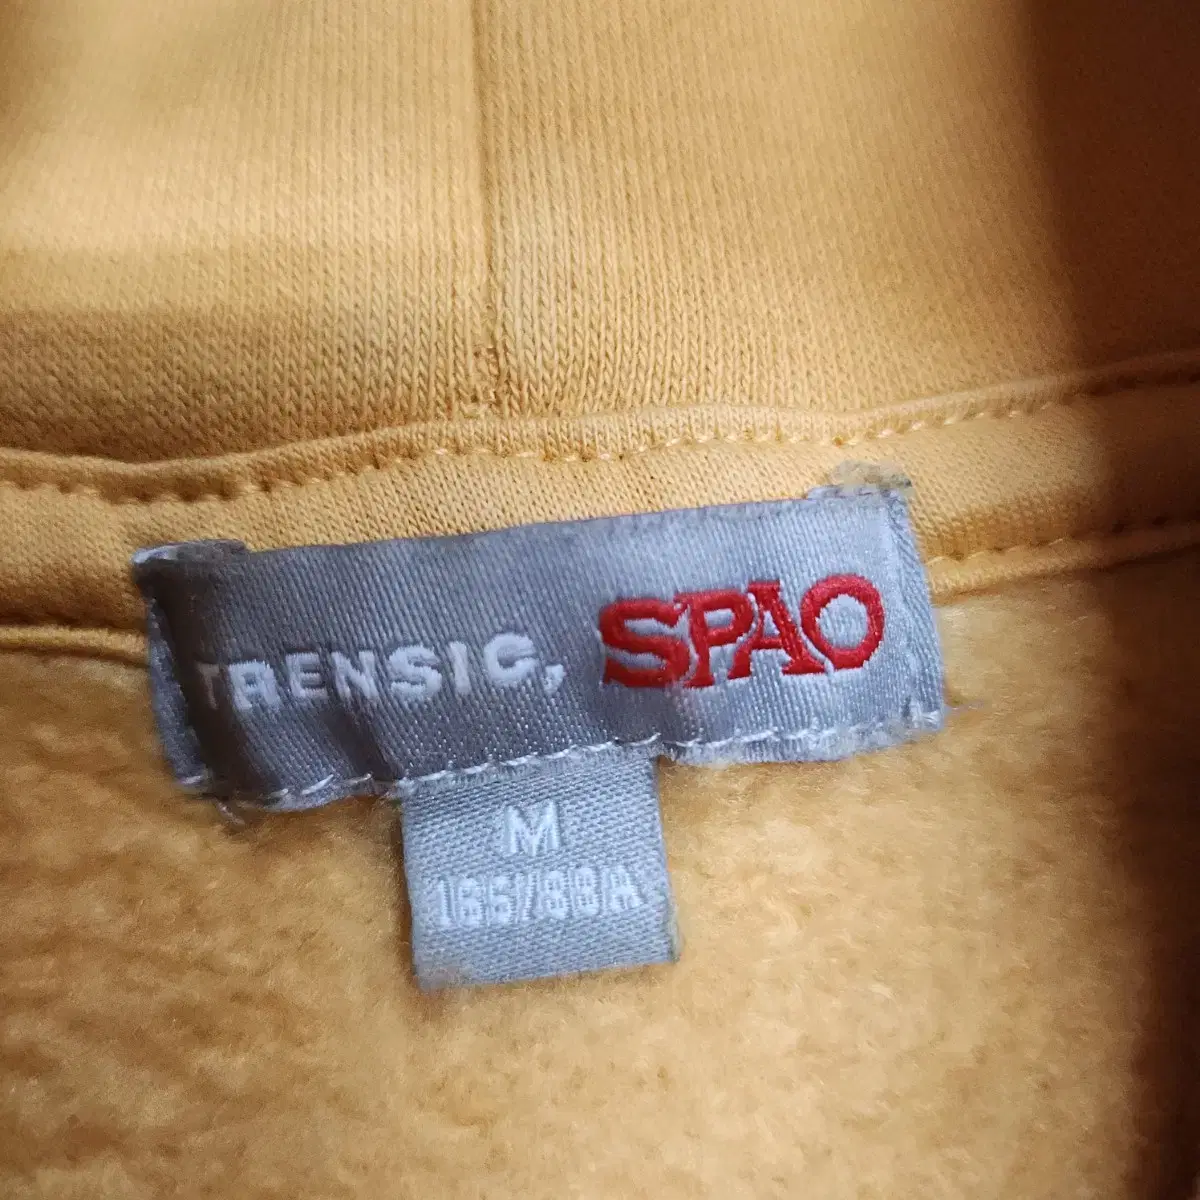 TRENSIC, SPAO
M
165/88A